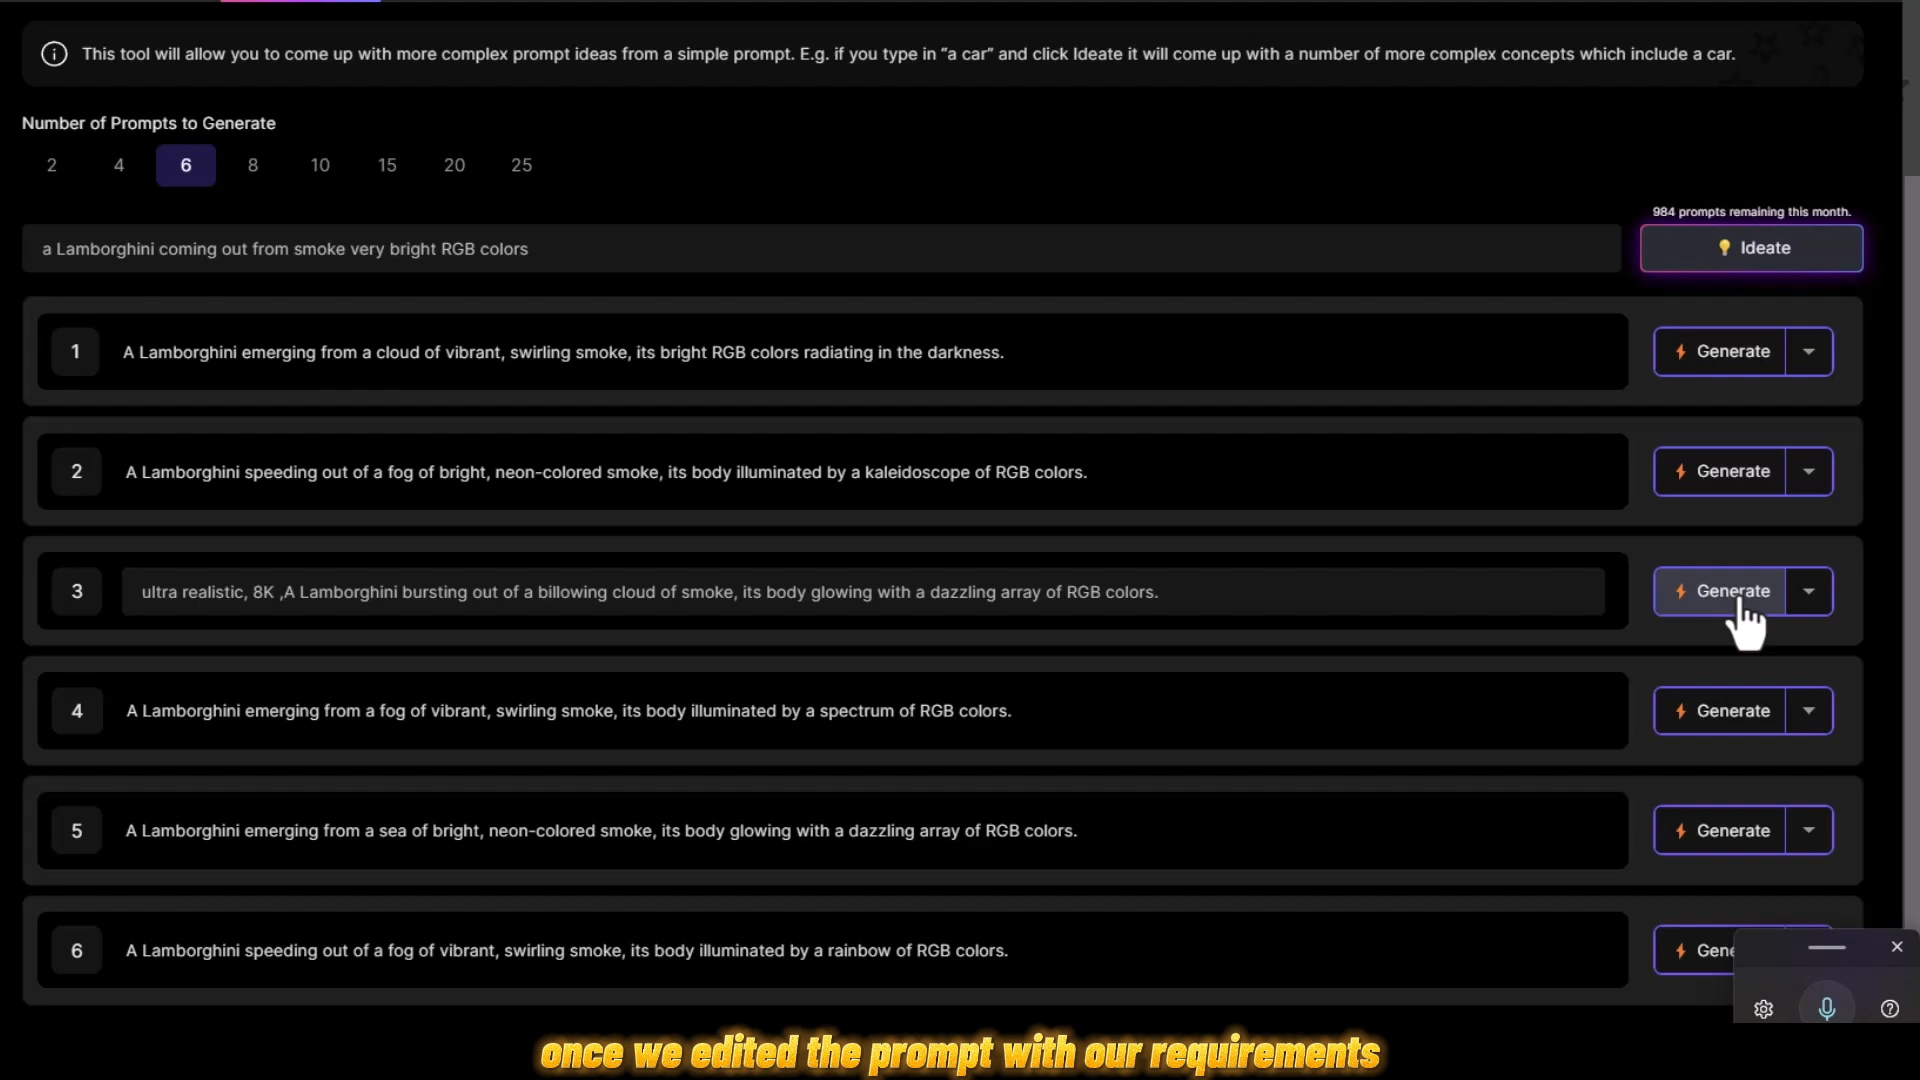 This tool will allow you to come up with more complex prompt ideas from a simple prompt. E.g. if you type in “a car” and click Ideate it will come up with a number of more complex concepts which include a car.
Number of Prompts to Generate
2 4 6 8 10 15 20 25
984 prompts remaining this month.
a Lamborghini coming out from smoke very bright RGB colors
Ideate
1 A Lamborghini emerging from a cloud of vibrant, swirling smoke, its bright RGB colors radiating in the darkness. Generate
2 A Lamborghini speeding out of a fog of bright, neon-colored smoke, its body illuminated by a kaleidoscope of RGB colors. Generate
3 ultra realistic, 8K ,A Lamborghini bursting out of a billowing cloud of smoke, its body glowing with a dazzling array of RGB colors. Generate
4 A Lamborghini emerging from a fog of vibrant, swirling smoke, its body illuminated by a spectrum of RGB colors. Generate
5 A Lamborghini emerging from a sea of bright, neon-colored smoke, its body glowing with a dazzling array of RGB colors. Generate
6 A Lamborghini speeding out of a fog of vibrant, swirling smoke, its body illuminated by a rainbow of RGB colors. Gene
once we edited the prompt with our requirements